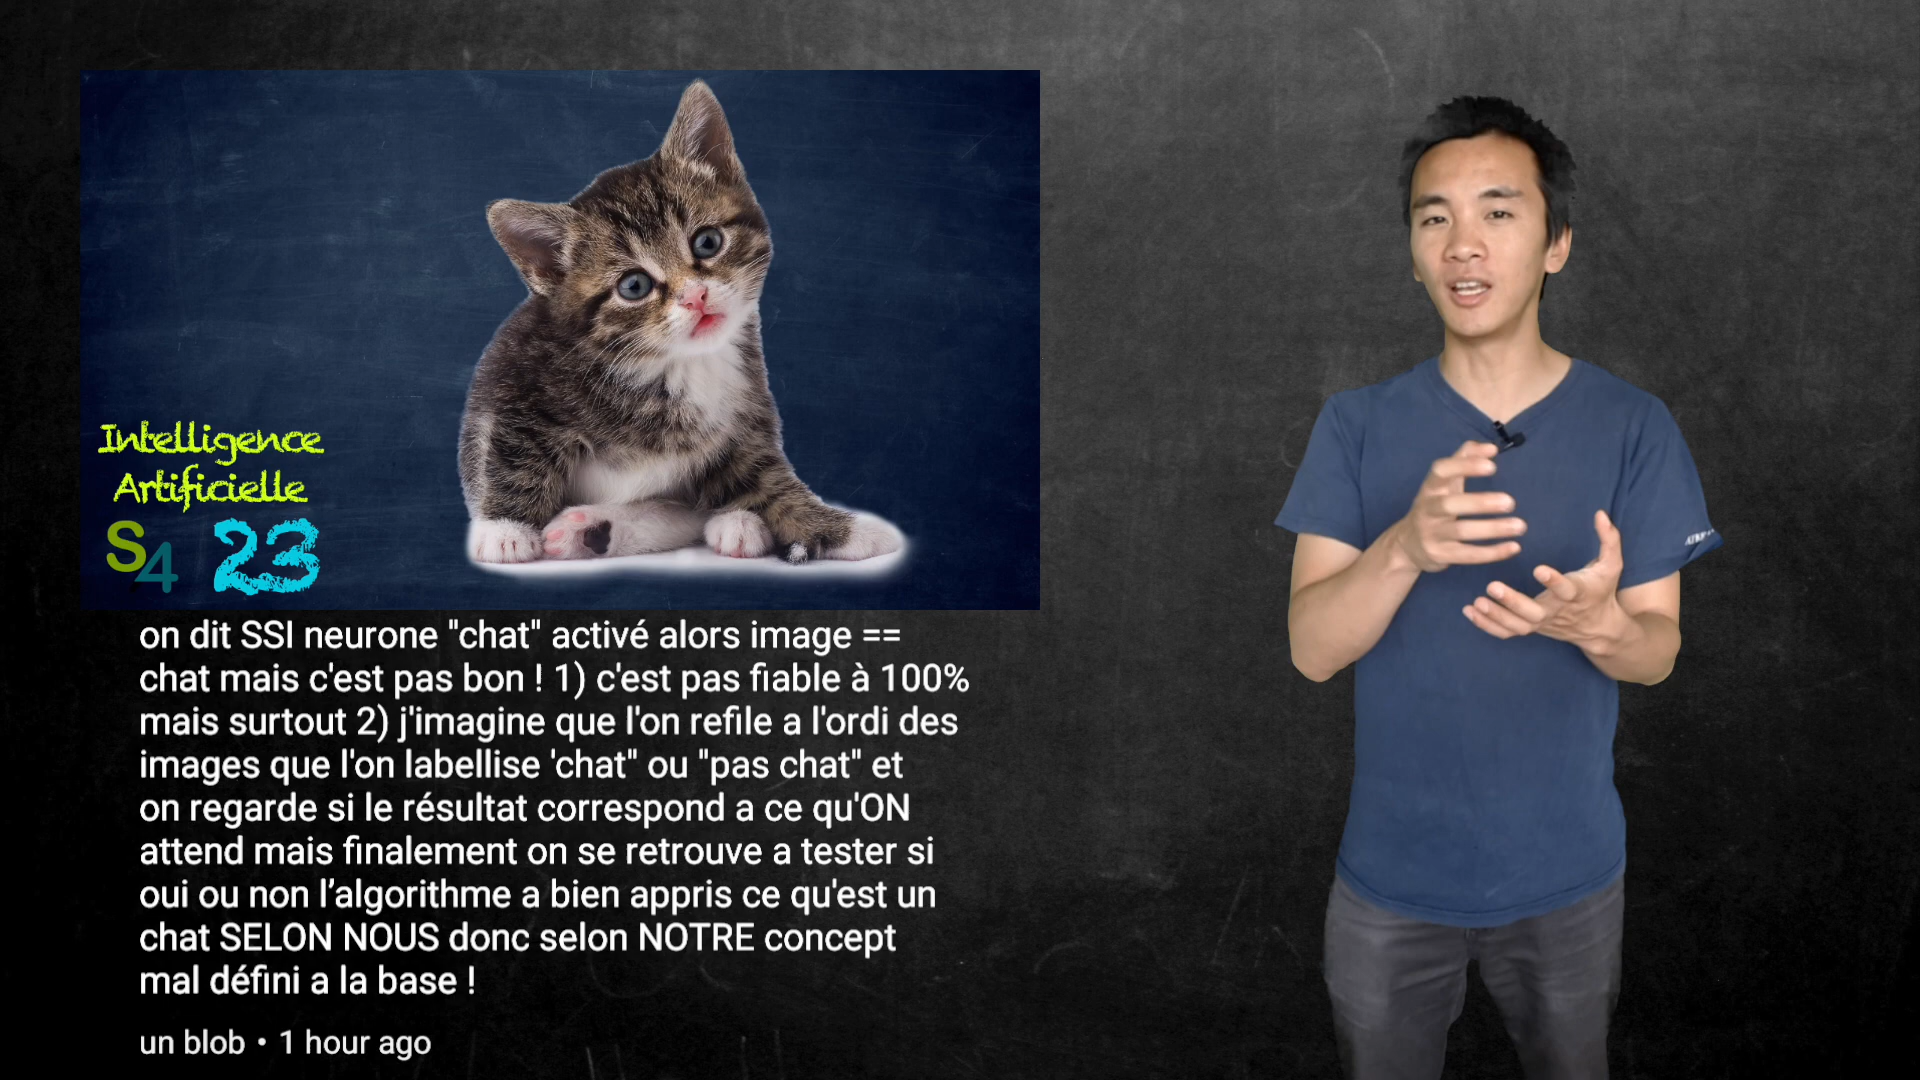 Intelligence
Artificielle
S4 23
on dit SSI neurone "chat" activé alors image ==
chat mais c'est pas bon ! 1) c'est pas fiable à 100%
mais surtout 2) j'imagine que l'on refile a l'ordi des
images que l'on labellise 'chat" ou "pas chat" et
on regarde si le résultat correspond a ce qu'ON
attend mais finalement on se retrouve a tester si
oui ou non l’algorithme a bien appris ce qu'est un
chat SELON NOUS donc selon NOTRE concept
mal défini a la base !
un blob • 1 hour ago